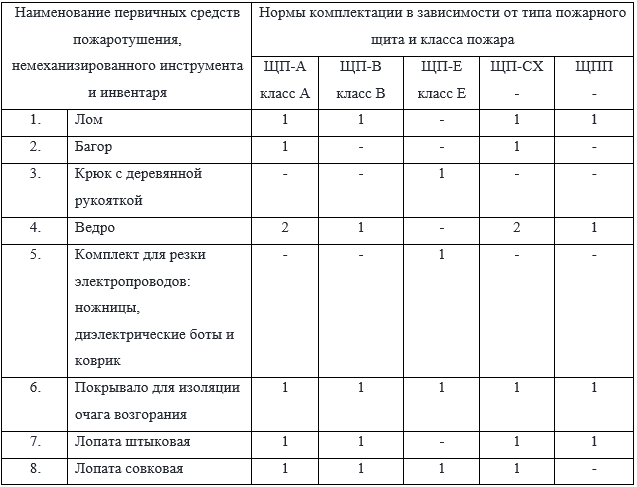 Наименование первичных средств
пожаротушения,
немеханизированного инструмента
и инвентаря
Нормы комплектации в зависимости от типа пожарного
щита и класса пожара
ЩП-А ЩП-В ЩП-Е ЩП-СХ ЩПП
класс А класс В класс Е - -
1. Лом 1 1 - 1 1
2. Багор 1 - - 1 -
3. Крюк с деревянной - - 1 - -
рукояткой
4. Ведро 2 1 - 2 1
5. Комплект для резки - - 1 - -
электропроводов:
ножницы,
диэлектрические боты и
коврик
6. Покрывало для изоляции 1 1 1 1 1
очага возгорания
7. Лопата штыковая 1 1 - 1 1
8. Лопата совковая 1 1 1 1 -